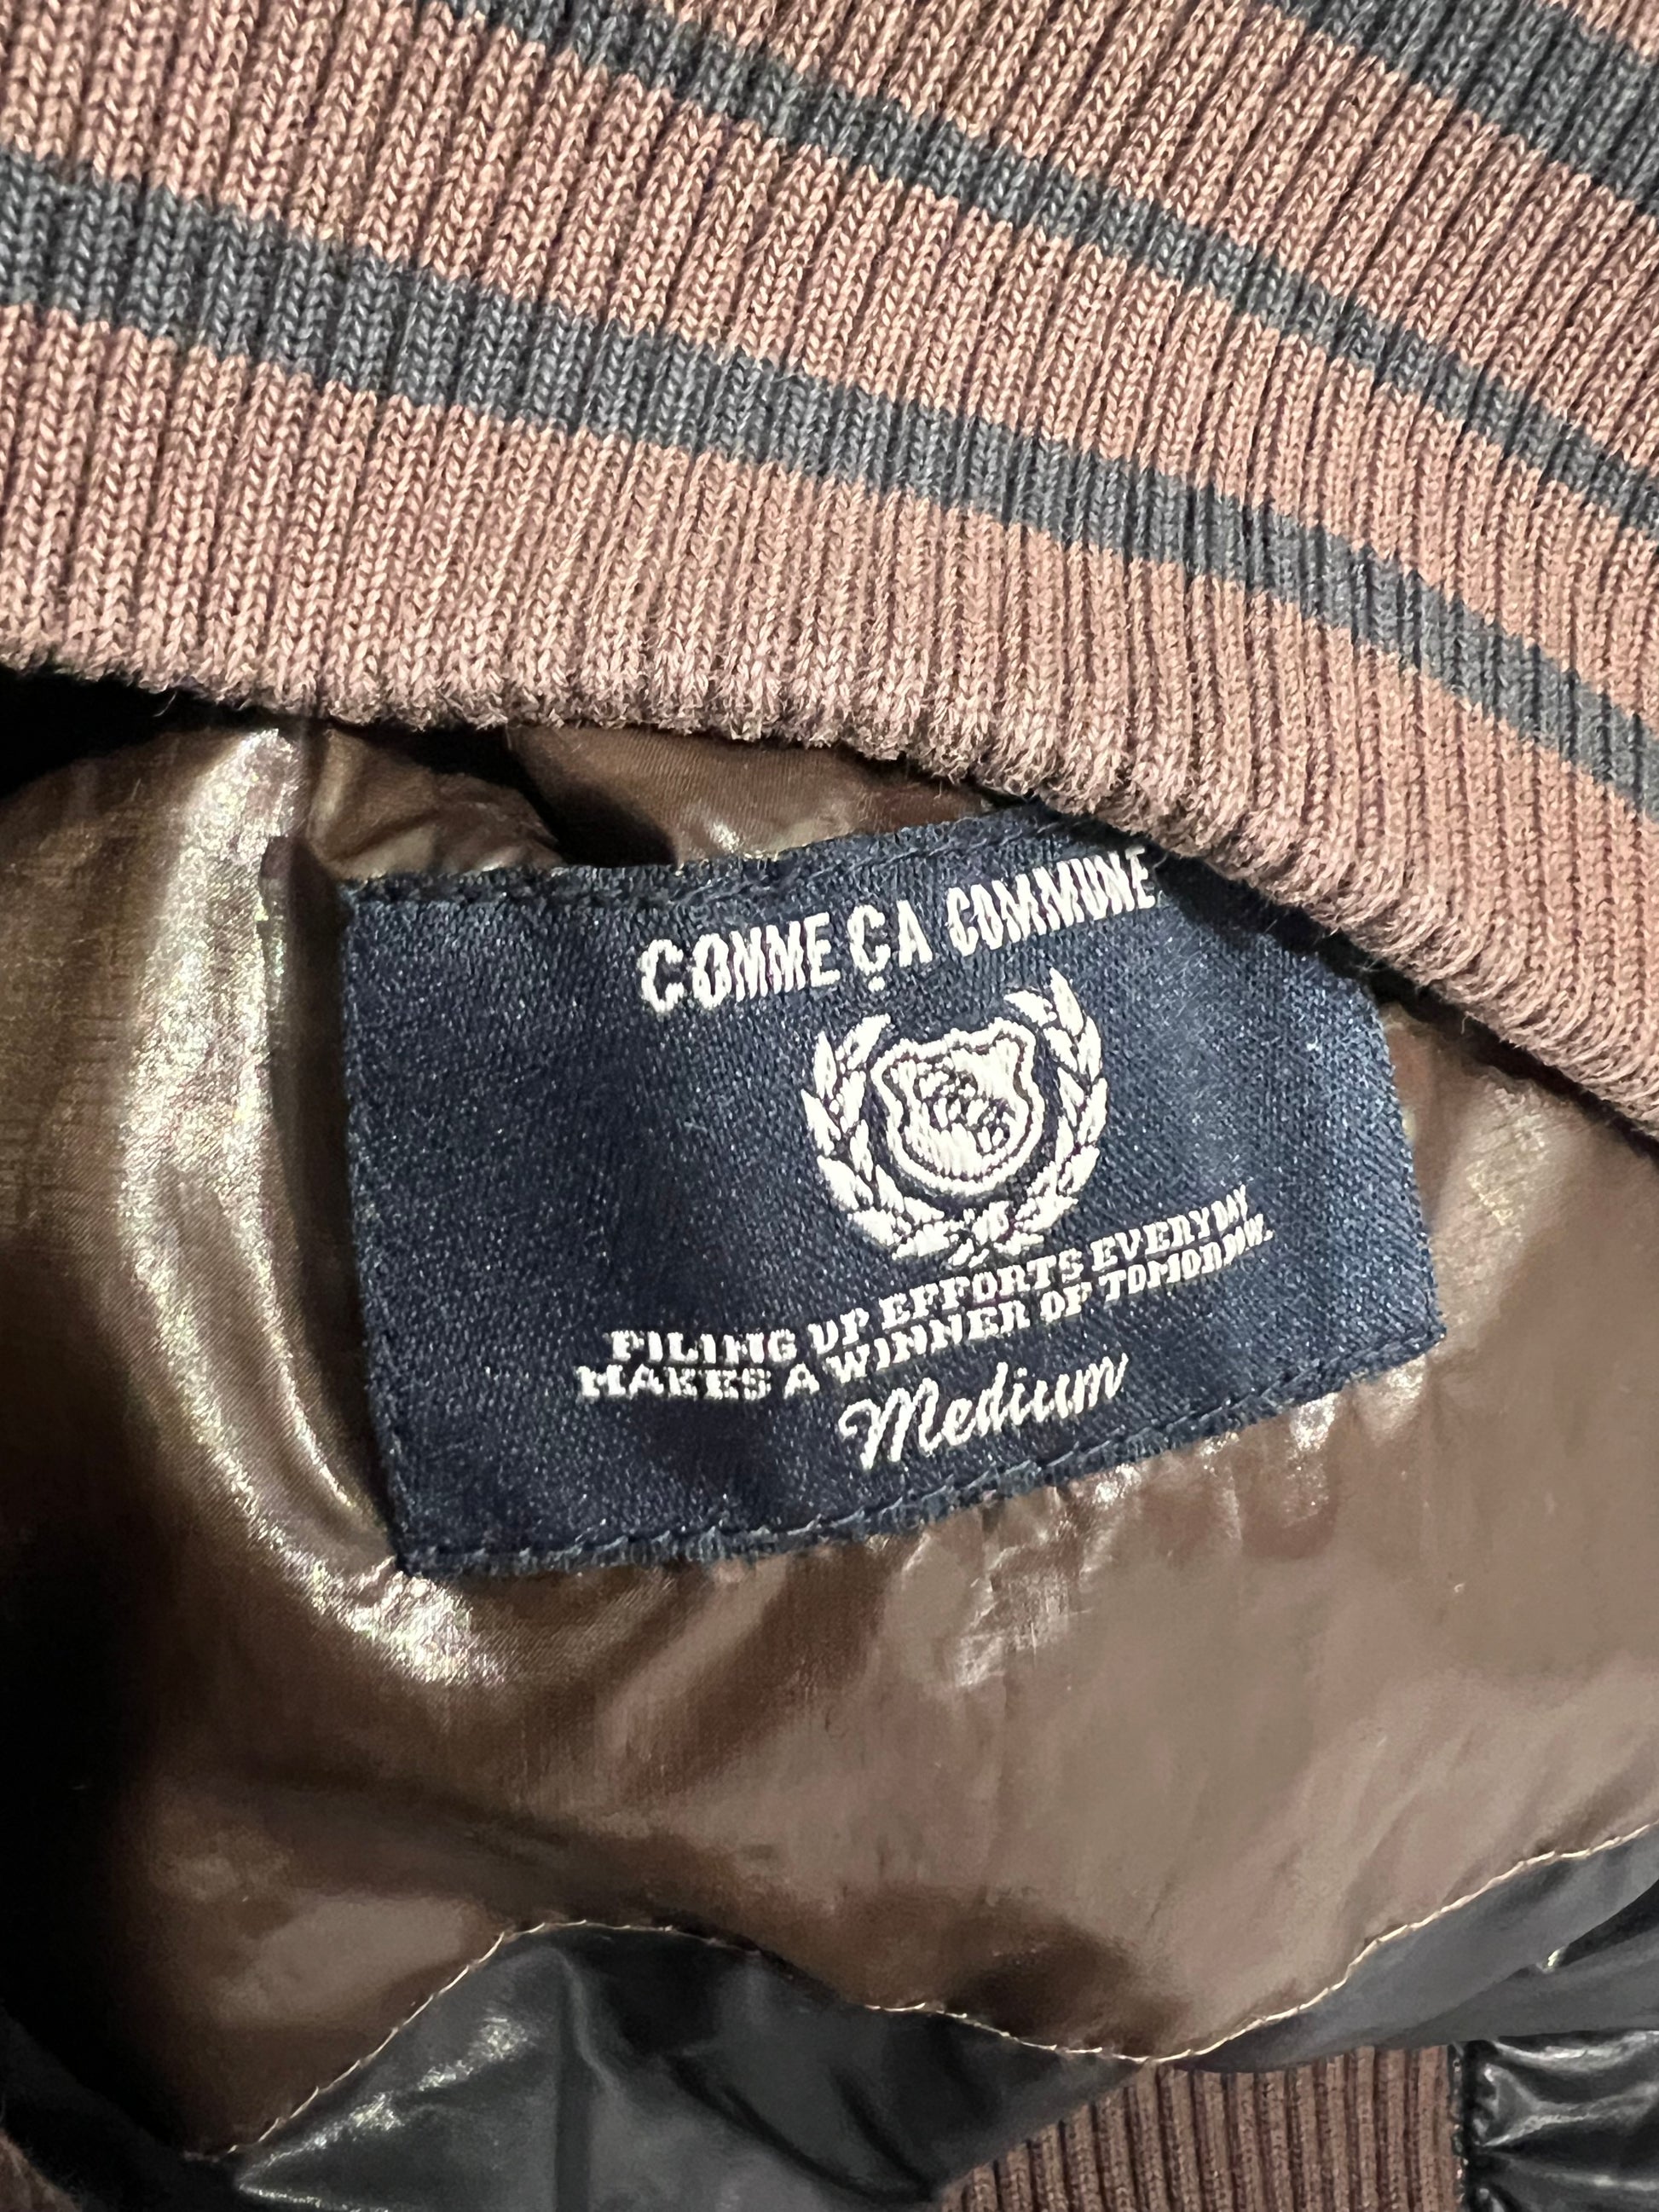 COMME ÇA COMMUNE
PILING UP EFFORTS EVERYDAY
MAKES A WINNER OF TOMORROW.
Medium